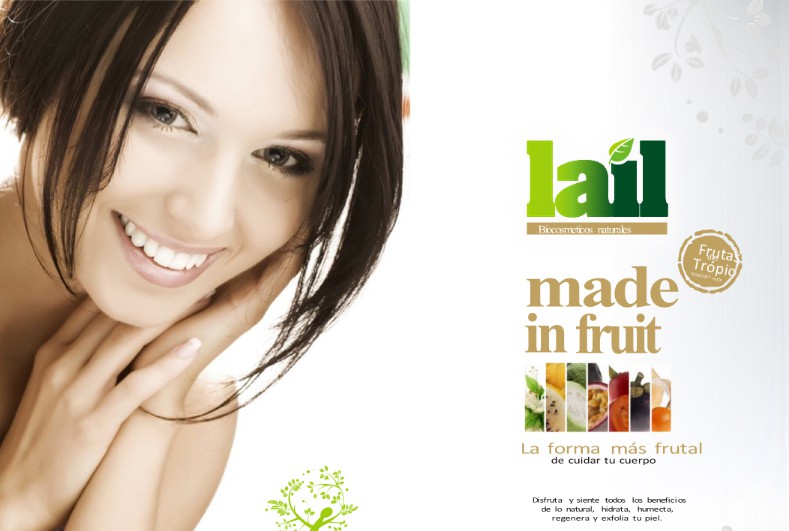 lail
Biocosmeticos naturales
Frutas
Trópic
made
in fruit
La forma más frutal
de cuidar tu cuerpo
Disfruta y siente todos los beneficios
de lo natural, hidrata, humecta,
regenera y exfolia tu piel.